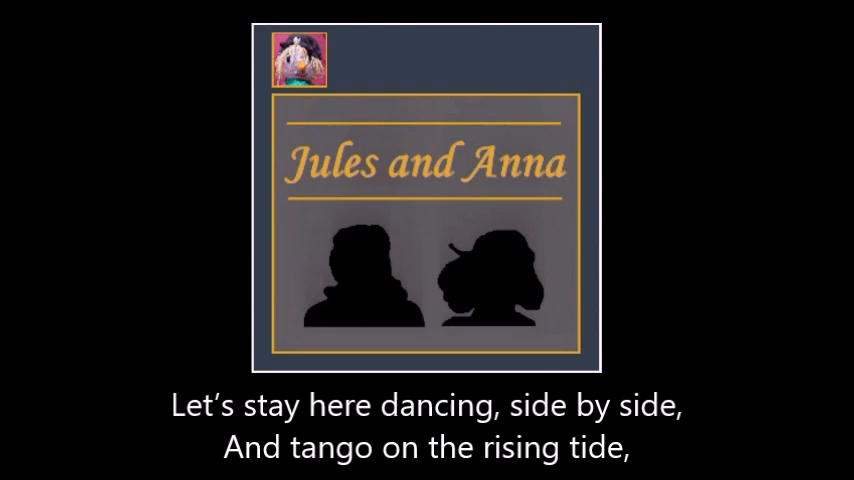 Jules and Anna
Let‘s stay here dancing, side by side,
And tango on the rising tide,